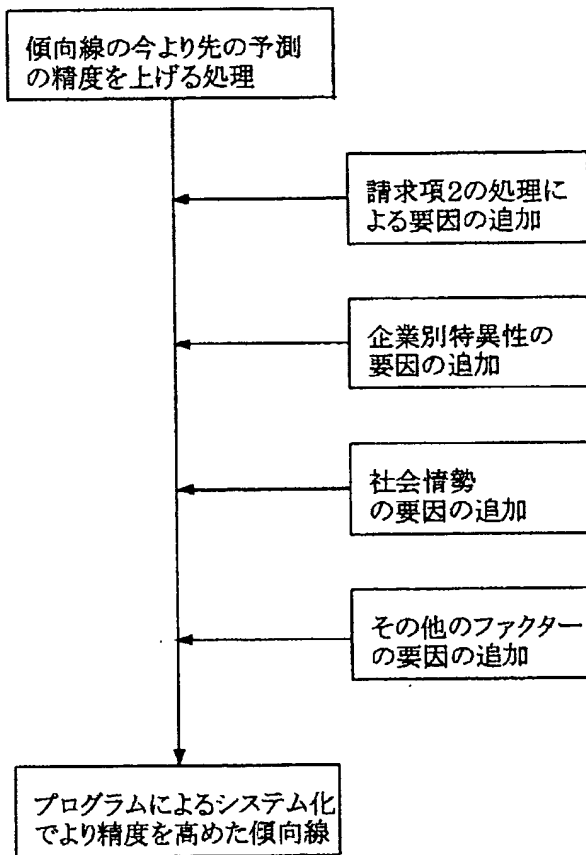 傾向線の今より先の予測
の精度を上げる処理
請求項2の処理に
よる要因の追加
企業別特異性の
要因の追加
社会情勢
の要因の追加
その他のファクター
の要因の追加
プログラムによるシステム化
でより精度を高めた傾向線